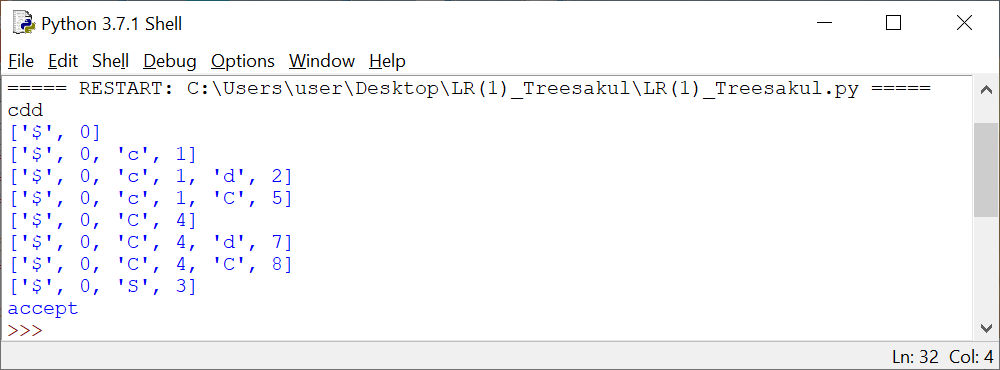 Python 3.7.1 Shell
File Edit Shell Debug Options Window Help
===== RESTART: C:\Users\user\Desktop\LR(1)_Treesakul\LR(1)_Treesakul.py =====
cdd
['$', 0]
['$', 0, 'c', 1]
['$', 0, 'c', 1, 'd', 2]
['$', 0, 'c', 1, 'C', 5]
['$', 0, 'C', 4]
['$', 0, 'C', 4, 'd', 7]
['$', 0, 'C', 4, 'C', 8]
['$', 0, 'S', 3]
accept
>>>
Ln: 32 Col: 4